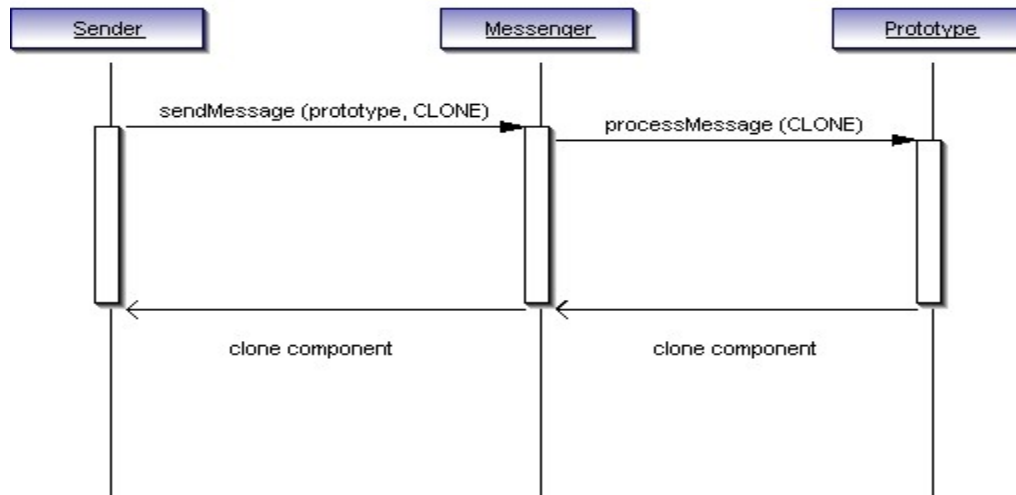 Sender
Messenger
Prototype
sendMessage (prototype, CLONE)
processMessage (CLONE)
clone component
clone component